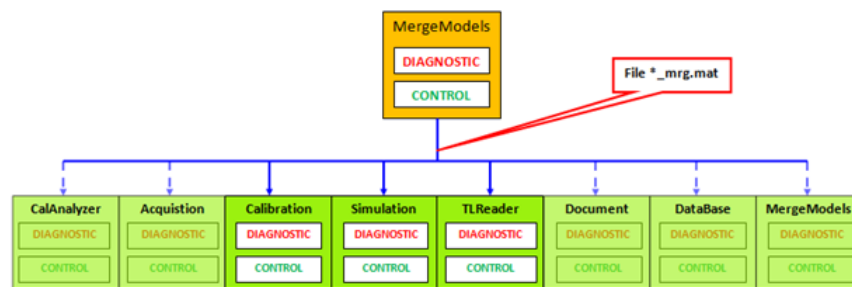 MergeModels
DIAGNOSTIC
CONTROL
File *_mrg.mat
CalAnalyzer Acquistion Calibration Simulation TLReader Document DataBase MergeModels
DIAGNOSTIC DIAGNOSTIC DIAGNOSTIC DIAGNOSTIC DIAGNOSTIC DIAGNOSTIC DIAGNOSTIC DIAGNOSTIC
CONTROL CONTROL CONTROL CONTROL CONTROL CONTROL CONTROL CONTROL